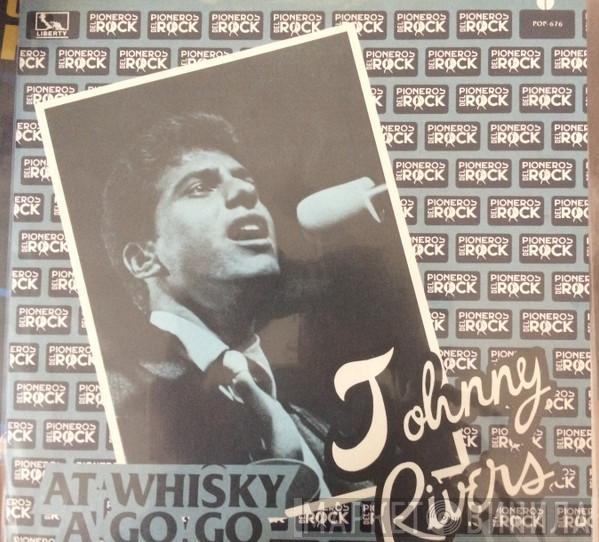 LIBERTY
PIONEROS DEL ROCK
POP-676
Johnny
Rivers
AT WHISKY
A GO GO